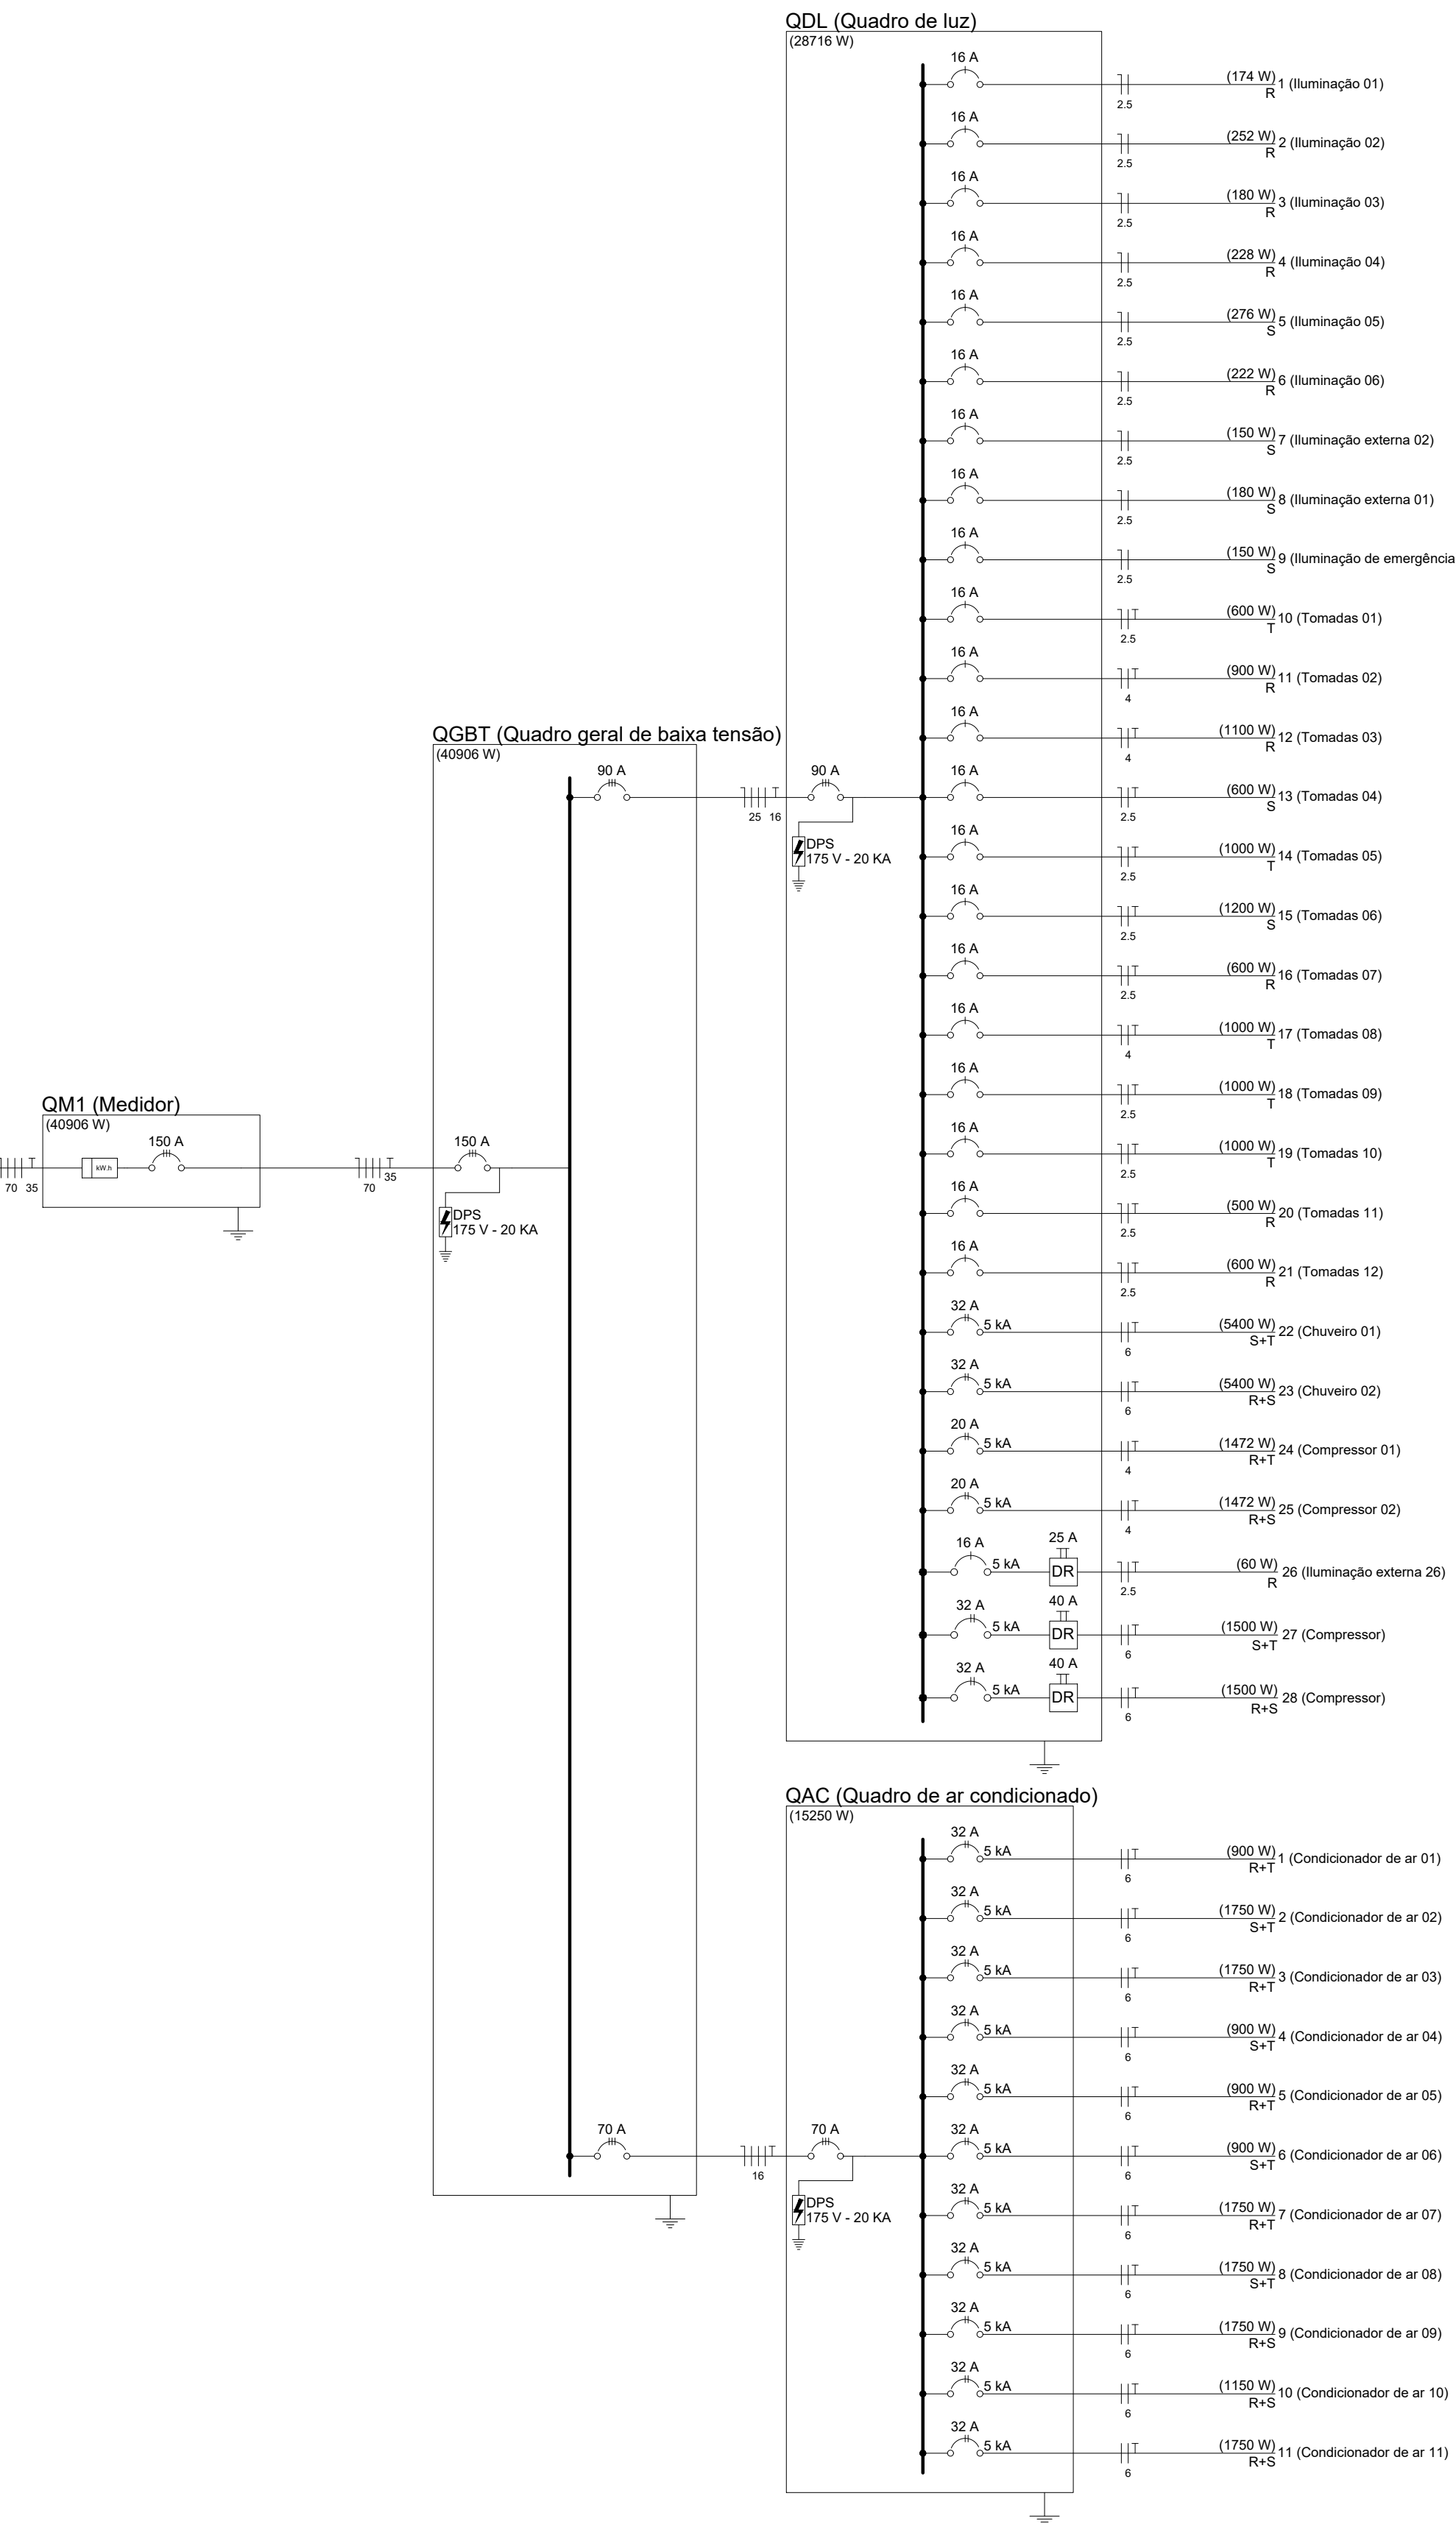 QDL (Quadro de luz)
(28716 W)
16 A
(174 W)
1 (Iluminação 01)
R
2.5
16 A
(252 W)
2 (Iluminação 02)
R
2.5
16 A
(180 W)
3 (Iluminação 03)
R
2.5
16 A
(228 W)
4 (Iluminação 04)
R
2.5
16 A
(276 W)
5 (Iluminação 05)
S
2.5
16 A
(222 W)
6 (Iluminação 06)
R
2.5
16 A
(150 W)
7 (Iluminação externa 02)
S
2.5
16 A
(180 W)
8 (Iluminação externa 01)
S
2.5
16 A
(150 W)
9 (Iluminação de emergência
S
2.5
16 A
(600 W)
10 (Tomadas 01)
T
2.5
16 A
(900 W)
11 (Tomadas 02)
R
4
16 A
(1100 W)
12 (Tomadas 03)
R
4
QGBT (Quadro geral de baixa tensão)
(40906 W)
90 A
25 16
90 A
DPS
175 V - 20 KA
16 A
(600 W)
13 (Tomadas 04)
S
2.5
16 A
(1000 W)
14 (Tomadas 05)
T
2.5
16 A
(1200 W)
15 (Tomadas 06)
S
2.5
16 A
(600 W)
16 (Tomadas 07)
R
2.5
16 A
(1000 W)
17 (Tomadas 08)
T
4
16 A
(1000 W)
18 (Tomadas 09)
T
2.5
QM1 (Medidor)
(40906 W)
70 35
kW.h
150 A
70
35
150 A
DPS
175 V - 20 KA
16 A
(1000 W)
19 (Tomadas 10)
T
2.5
16 A
(500 W)
20 (Tomadas 11)
R
2.5
16 A
(600 W)
21 (Tomadas 12)
R
2.5
32 A
5 kA
(5400 W)
22 (Chuveiro 01)
S+T
6
32 A
5 kA
(5400 W)
23 (Chuveiro 02)
R+S
6
20 A
5 kA
(1472 W)
24 (Compressor 01)
R+T
4
20 A
5 kA
(1472 W)
25 (Compressor 02)
R+S
4
16 A
5 kA
25 A
DR
(60 W)
26 (Iluminação externa 26)
R
2.5
32 A
5 kA
40 A
DR
(1500 W)
27 (Compressor)
S+T
6
32 A
5 kA
40 A
DR
(1500 W)
28 (Compressor)
R+S
6
QAC (Quadro de ar condicionado)
(15250 W)
32 A
5 kA
(900 W)
1 (Condicionador de ar 01)
R+T
6
32 A
5 kA
(1750 W)
2 (Condicionador de ar 02)
S+T
6
32 A
5 kA
(1750 W)
3 (Condicionador de ar 03)
R+T
6
32 A
5 kA
(900 W)
4 (Condicionador de ar 04)
S+T
6
32 A
5 kA
(900 W)
5 (Condicionador de ar 05)
R+T
6
70 A
16
70 A
DPS
175 V - 20 KA
32 A
5 kA
(900 W)
6 (Condicionador de ar 06)
S+T
6
32 A
5 kA
(1750 W)
7 (Condicionador de ar 07)
R+T
6
32 A
5 kA
(1750 W)
8 (Condicionador de ar 08)
S+T
6
32 A
5 kA
(1750 W)
9 (Condicionador de ar 09)
R+S
6
32 A
5 kA
(1150 W)
10 (Condicionador de ar 10)
R+S
6
32 A
5 kA
(1750 W)
11 (Condicionador de ar 11)
R+S
6